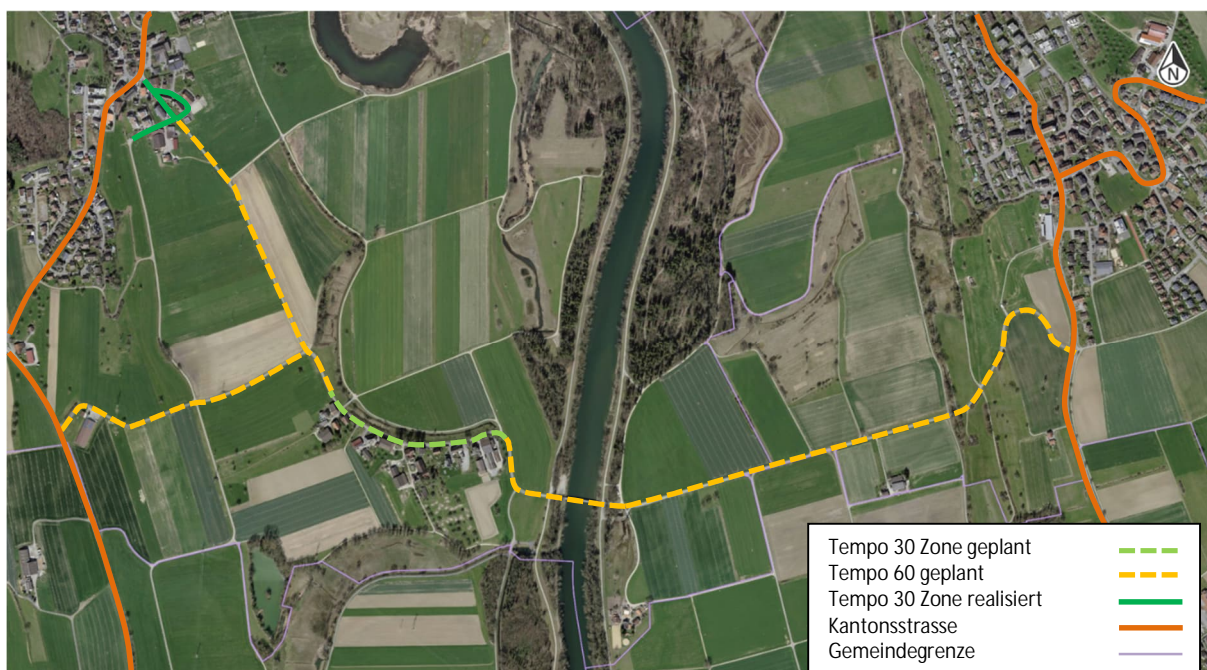 N
Tempo 30 Zone geplant
Tempo 60 geplant
Tempo 30 Zone realisiert
Kantonsstrasse
Gemeindegrenze